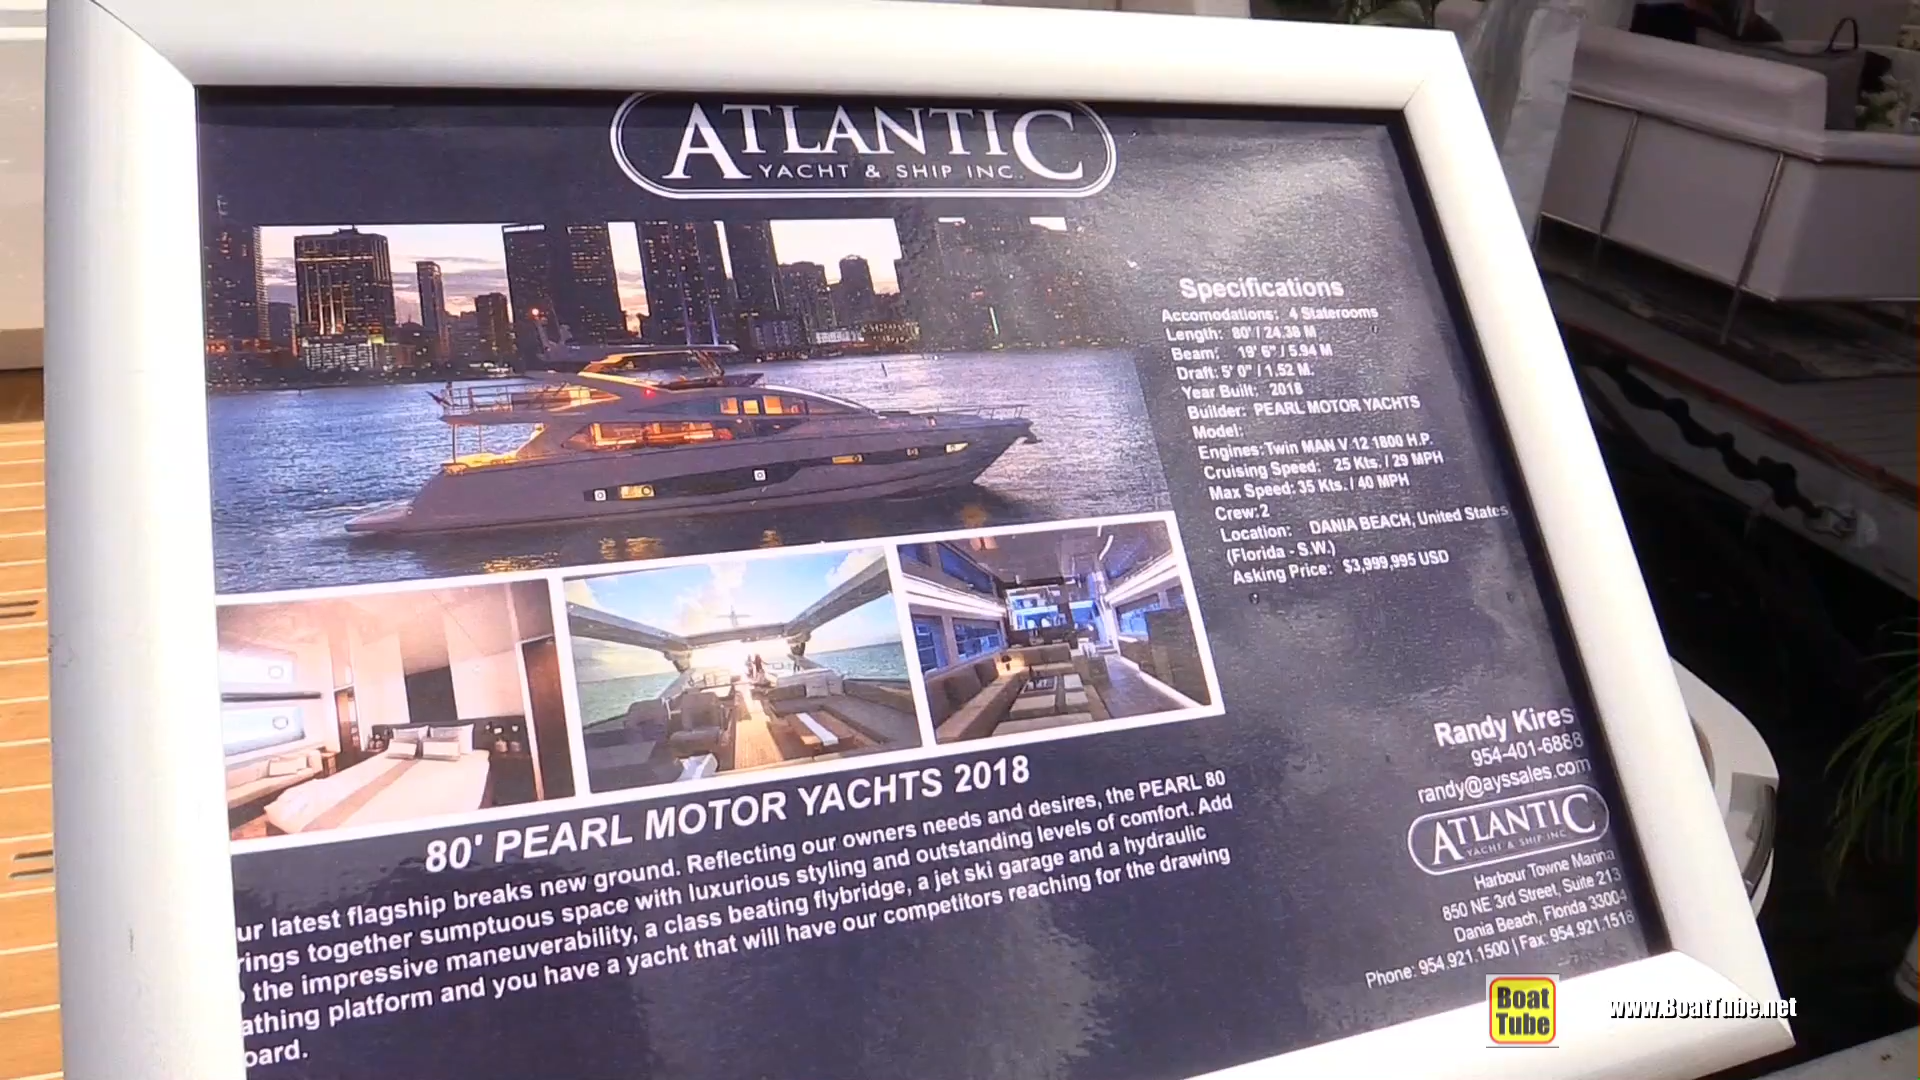 ATLANTIC
YACHT & SHIP INC.
Specifications
Accomodations: 4 Staterooms
Length: 80' / 24.38 M
Beam: 19' 6" / 5.94 M
Draft: 5' 0" / 1.52 M.
Year Built: 2018
Builder: PEARL MOTOR YACHTS
Model:
Engines: Twin MAN V 12 1800 H.P.
Cruising Speed: 25 Kts. / 29 MPH
Max Speed: 35 Kts. / 40 MPH
Crew:2
Location: DANIA BEACH, United States
(Florida - S.W.)
Asking Price: $3,999,995 USD
80' PEARL MOTOR YACHTS 2018
ur latest flagship breaks new ground. Reflecting our owners needs and desires, the PEARL 80
rings together sumptuous space with luxurious styling and outstanding levels of comfort. Add
the impressive maneuverability, a class beating flybridge, a jet ski garage and a hydraulic
athing platform and you have a yacht that will have our competitors reaching for the drawing
oard.
Randy Kires
954-401-6888
randy@ayssales.com
ATLANTIC
YACHT & SHIP INC
Harbour Towne Marina
850 NE 3rd Street, Suite 213
Dania Beach, Florida 33004
Phone: 954.921.1500 | Fax: 954.921.1518
Boat
Tube
www.BoatTube.net